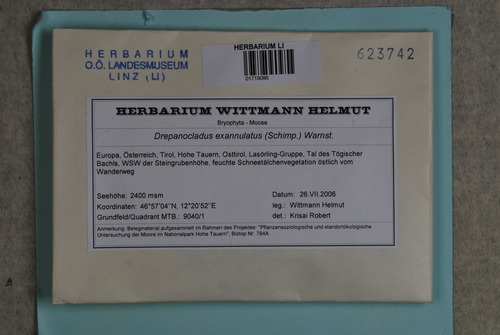 HERBARIUM
O.Ö. LANDESMUSEUM
LINZ (LI)
HERBARIUM LI
01719086
623742
HERBARIUM WITTMANN HELMUT
Bryophyta - Moose
Drepanocladus exannulatus (Schimp.) Warnst.
Europa, Österreich, Tirol, Hohe Tauern, Osttirol, Lasörling-Gruppe, Tal des Tögischer
Bachls, WSW der Steingrubenhöhe, feuchte Schneetälchenvegetation östlich vom
Wanderweg
Seehöhe: 2400 msm
Datum: 26.VII.2006
Koordinaten: 46°57'04''N, 12°20'52''E
leg.: Wittmann Helmut
Grundfeld/Quadrant MTB.: 9040/1
det.: Krisai Robert
Anmerkung: Belegmaterial aufgesammelt im Rahmen des Projektes: "Pflanzensoziologische und standortökologische
Untersuchung der Moore im Nationalpark Hohe Tauern", Biotop Nr. 784A